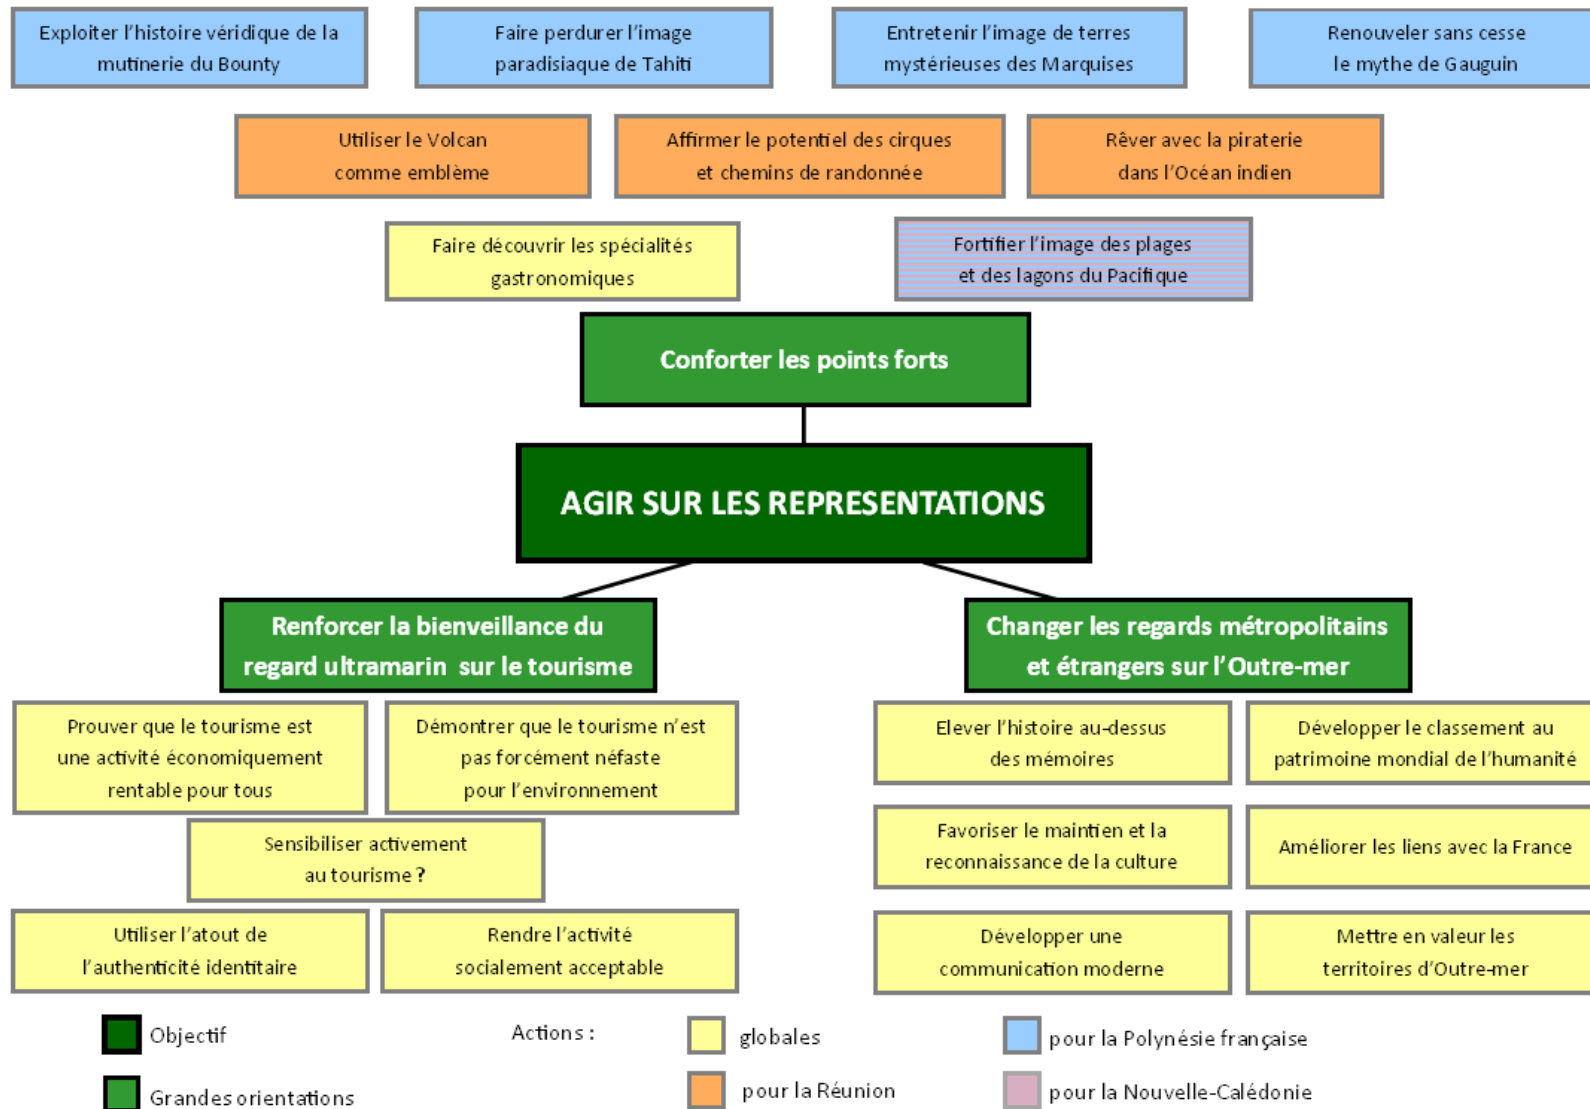 Exploiter l'histoire véridique de la
mutinerie du Bounty
Faire perdurer l'image
paradisiaque de Tahiti
Entretenir l'image de terres
mystérieuses des Marquises
Renouveler sans cesse
le mythe de Gauguin
Utiliser le Volcan
comme emblème
Affirmer le potentiel des cirques
et chemins de randonnée
Rêver avec la piraterie
dans l'Océan indien
Faire découvrir les spécialités
gastronomiques
Fortifier l'image des plages
et des lagons du Pacifique
Conforter les points forts
AGIR SUR LES REPRESENTATIONS
Renforcer la bienveillance du
regard ultramarin sur le tourisme
Changer les regards métropolitains
et étrangers sur l'Outre-mer
Prouver que le tourisme est
une activité économiquement
rentable pour tous
Démontrer que le tourisme n'est
pas forcément néfaste
pour l'environnement
Sensibiliser activement
au tourisme ?
Utiliser l'atout de
l'authenticité identitaire
Rendre l'activité
socialement acceptable
Elever l'histoire au-dessus
des mémoires
Développer le classement au
patrimoine mondial de l'humanité
Favoriser le maintien et la
reconnaissance de la culture
Améliorer les liens avec la France
Développer une
communication moderne
Mettre en valeur les
territoires d'Outre-mer
Objectif
Grandes orientations
Actions :
globales
pour la Réunion
pour la Polynésie française
pour la Nouvelle-Calédonie